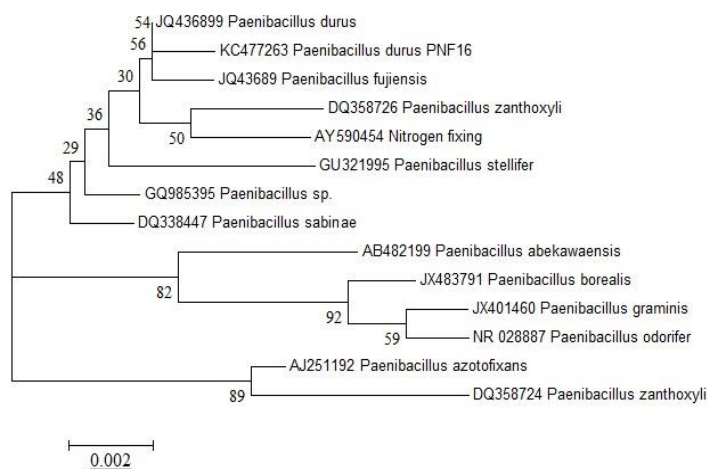 54 JQ436899 Paenibacillus durus
56
KC477263 Paenibacillus durus PNF16
30
JQ43689 Paenibacillus fujiensis
DQ358726 Paenibacillus zanthoxyli
36
50
AY590454 Nitrogen fixing
29
GU321995 Paenibacillus stellifer
48
GQ985395 Paenibacillus sp.
DQ338447 Paenibacillus sabinae
AB482199 Paenibacillus abekawaensis
82
JX483791 Paenibacillus borealis
92
JX401460 Paenibacillus graminis
59
NR 028887 Paenibacillus odorifer
AJ251192 Paenibacillus azotofixans
89
DQ358724 Paenibacillus zanthoxyli
0.002